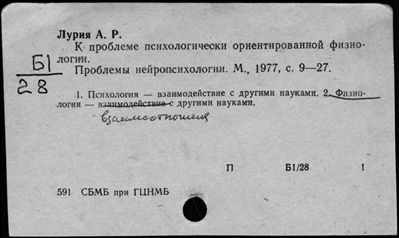 Лурия А. Р.
К проблеме психологически ориентированной физио-
логии.
Б1
28
Проблемы нейропсихологии. М., 1977, с. 9—27.
1. Психология — взаимодействие с другими науками. 2. Физио-
логия — взаимодействие с другими науками.
взаимоотношения
П Б1/28 1
591 СБМБ при ГЦНМБ